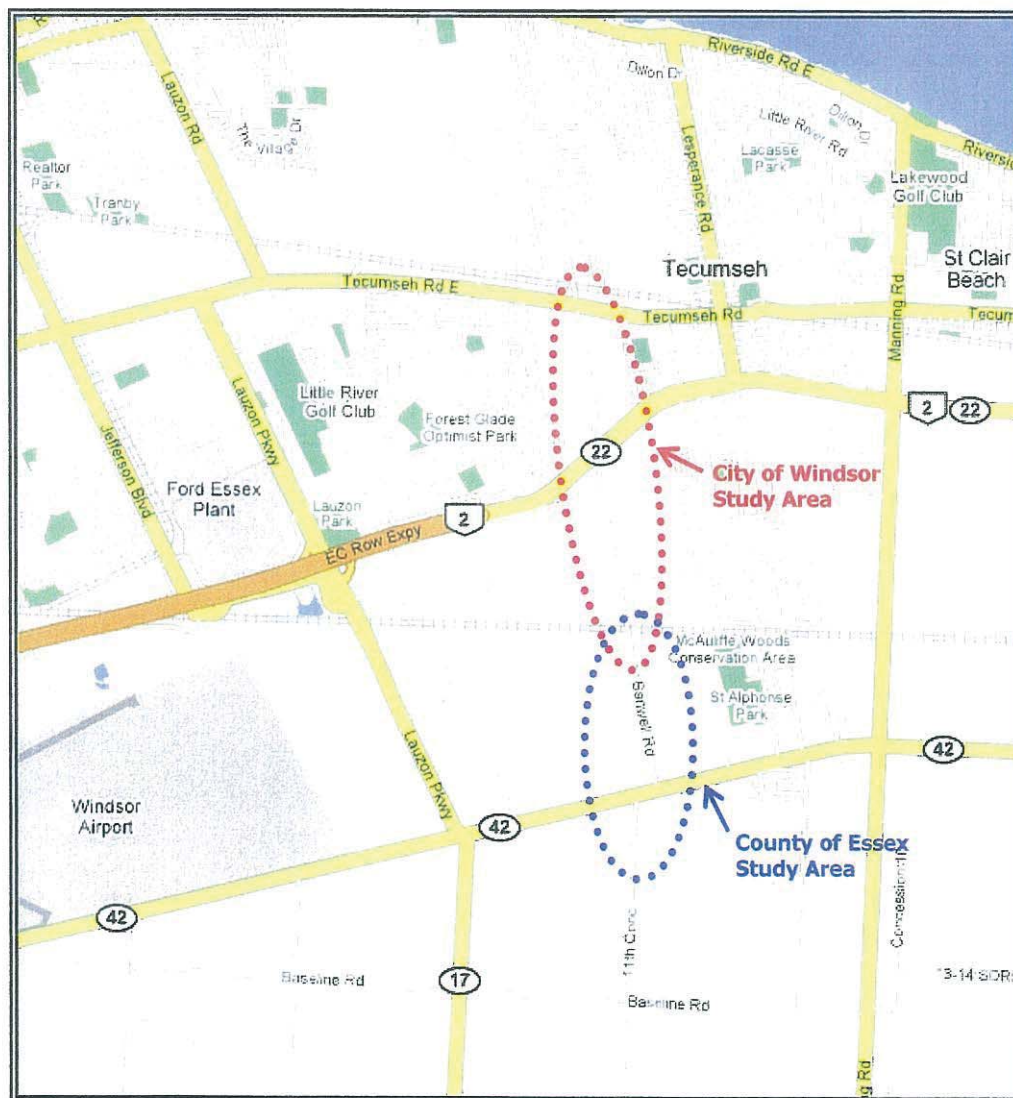 R
Lauzon Rd
Riverside Rd E
Dillon Dr
Little River Rd
Dillon Dr
Riverside
The Village Dr
Lesperance Rd
Lacasse
Park
Realtor
Park
Tranby
Park
Lakewood
Golf Club
Tecumseh
St Clair
Beach
Tecumseh Rd E
Tecumseh Rd
Tecum
Manning Rd
Lauzon Pkwy
Little River
Golf Club
Forest Glade
Optimist Park
2
22
22
City of Windsor
Study Area
Jefferson Blvd
Ford Essex
Plant
Lauzon
Park
EC Row Expy
2
McAuliffe Woods
Conservation Area
St Alphonse
Park
Banwell Rd
Lauzon Pkwy
42
Windsor
Airport
42
County of Essex
Study Area
42
11th Conc
17
Baseline Rd
Baseline Rd
ng Rd